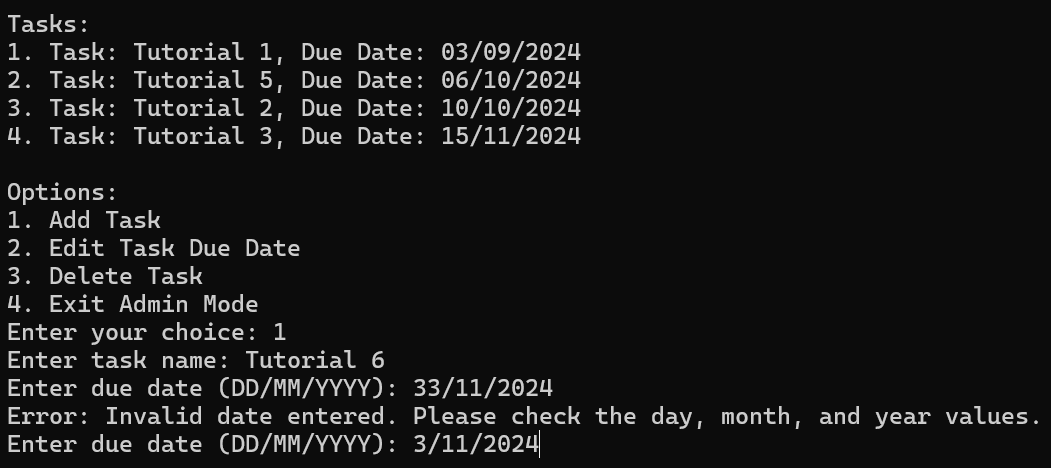 Tasks:
1. Task: Tutorial 1, Due Date: 03/09/2024
2. Task: Tutorial 5, Due Date: 06/10/2024
3. Task: Tutorial 2, Due Date: 10/10/2024
4. Task: Tutorial 3, Due Date: 15/11/2024
Options:
1. Add Task
2. Edit Task Due Date
3. Delete Task
4. Exit Admin Mode
Enter your choice: 1
Enter task name: Tutorial 6
Enter due date (DD/MM/YYYY): 33/11/2024
Error: Invalid date entered. Please check the day, month, and year values.
Enter due date (DD/MM/YYYY): 3/11/2024